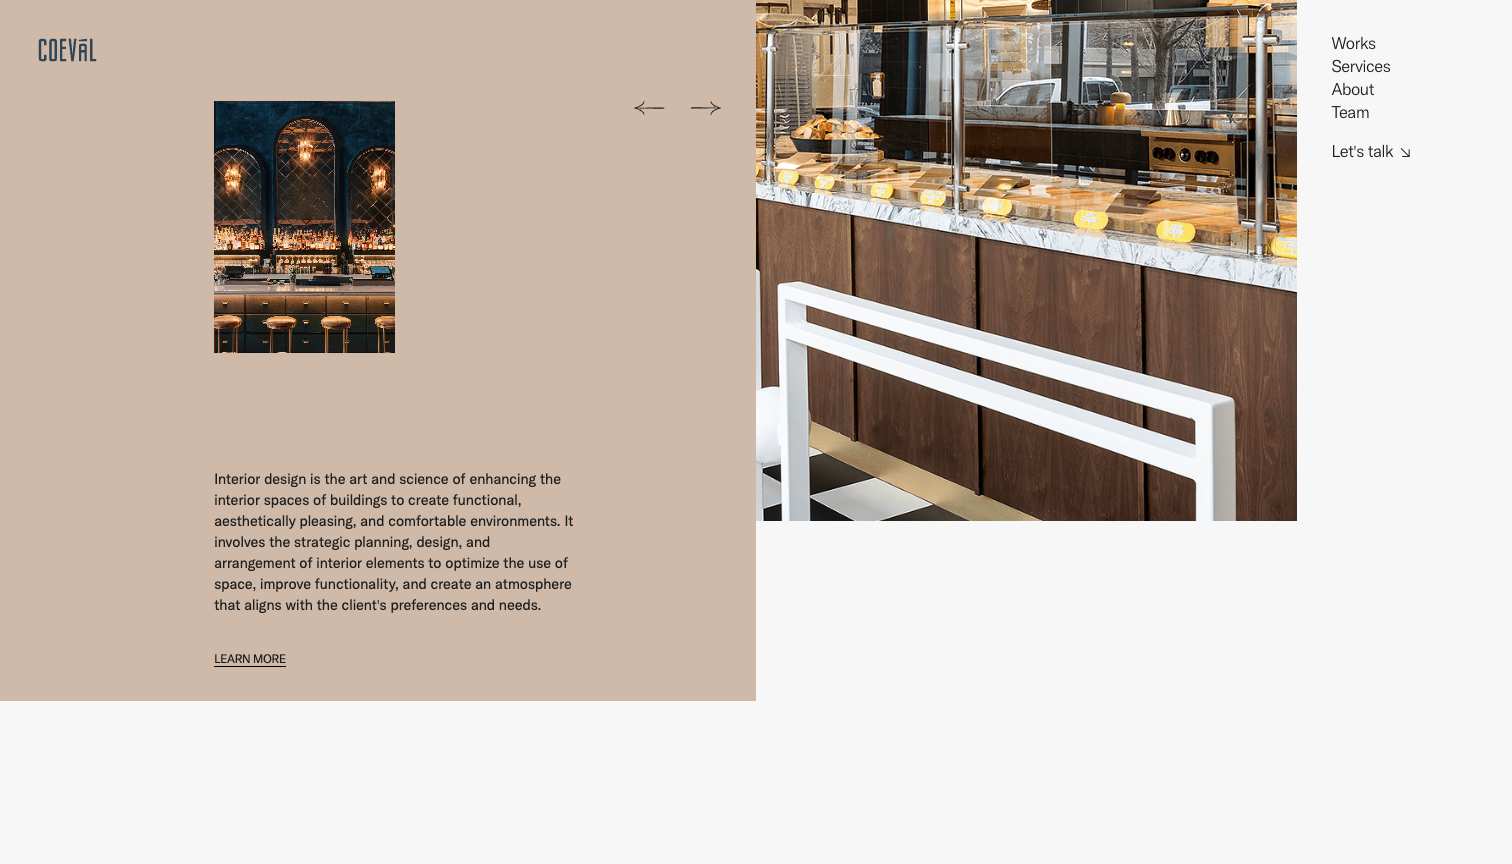 COEVAL
Works
Services
About
Team
Let's talk
Interior design is the art and science of enhancing the
interior spaces of buildings to create functional,
aesthetically pleasing, and comfortable environments. It
involves the strategic planning, design, and
arrangement of interior elements to optimize the use of
space, improve functionality, and create an atmosphere
that aligns with the client's preferences and needs.
LEARN MORE